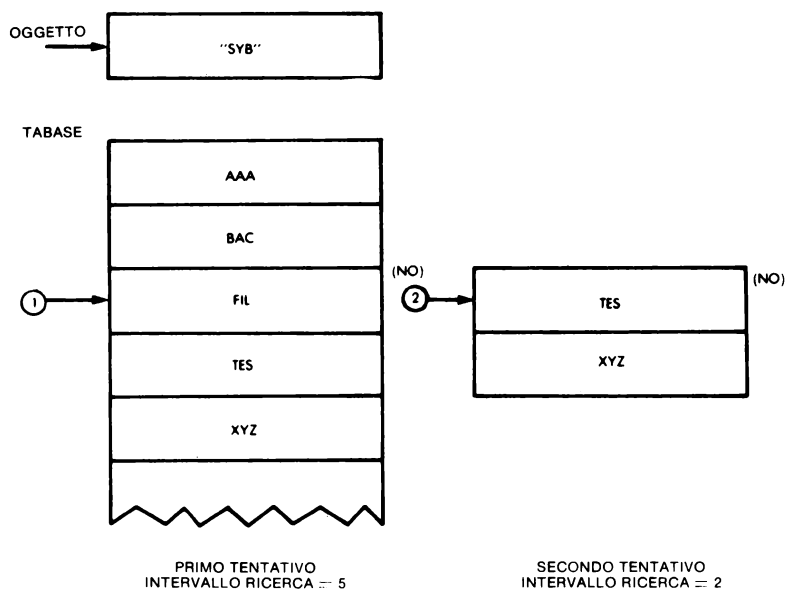 OGGETTO
"SYB"
TABASE
AAA
BAC
(NO)
(NO)
1
FIL
2
TES
TES
XYZ
XYZ
PRIMO TENTATIVO
INTERVALLO RICERCA = 5
SECONDO TENTATIVO
INTERVALLO RICERCA = 2